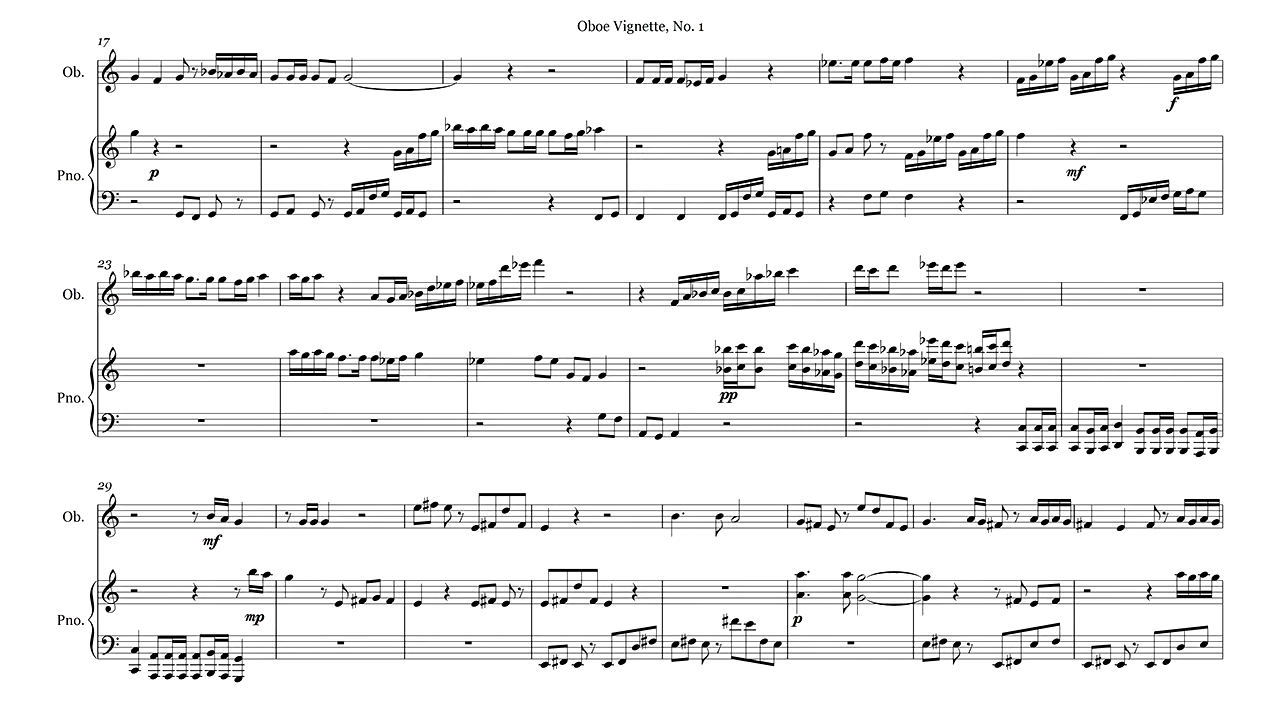 Oboe Vignette, No. 1
17
Ob.
f
Pno.
p
mf
23
Ob.
Pno.
pp
29
Ob.
mf
Pno.
mp
p